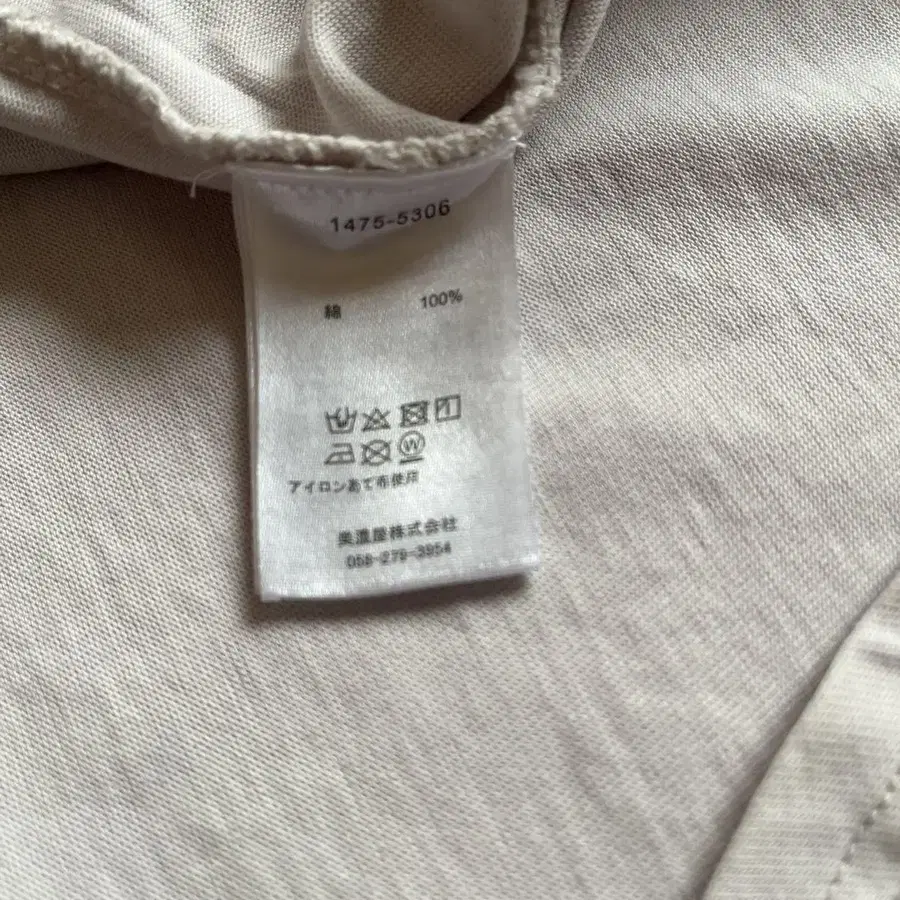 1475-5306
綿 100%
W
アイロンあて布使用
美濃屋株式会社
058-279-3954